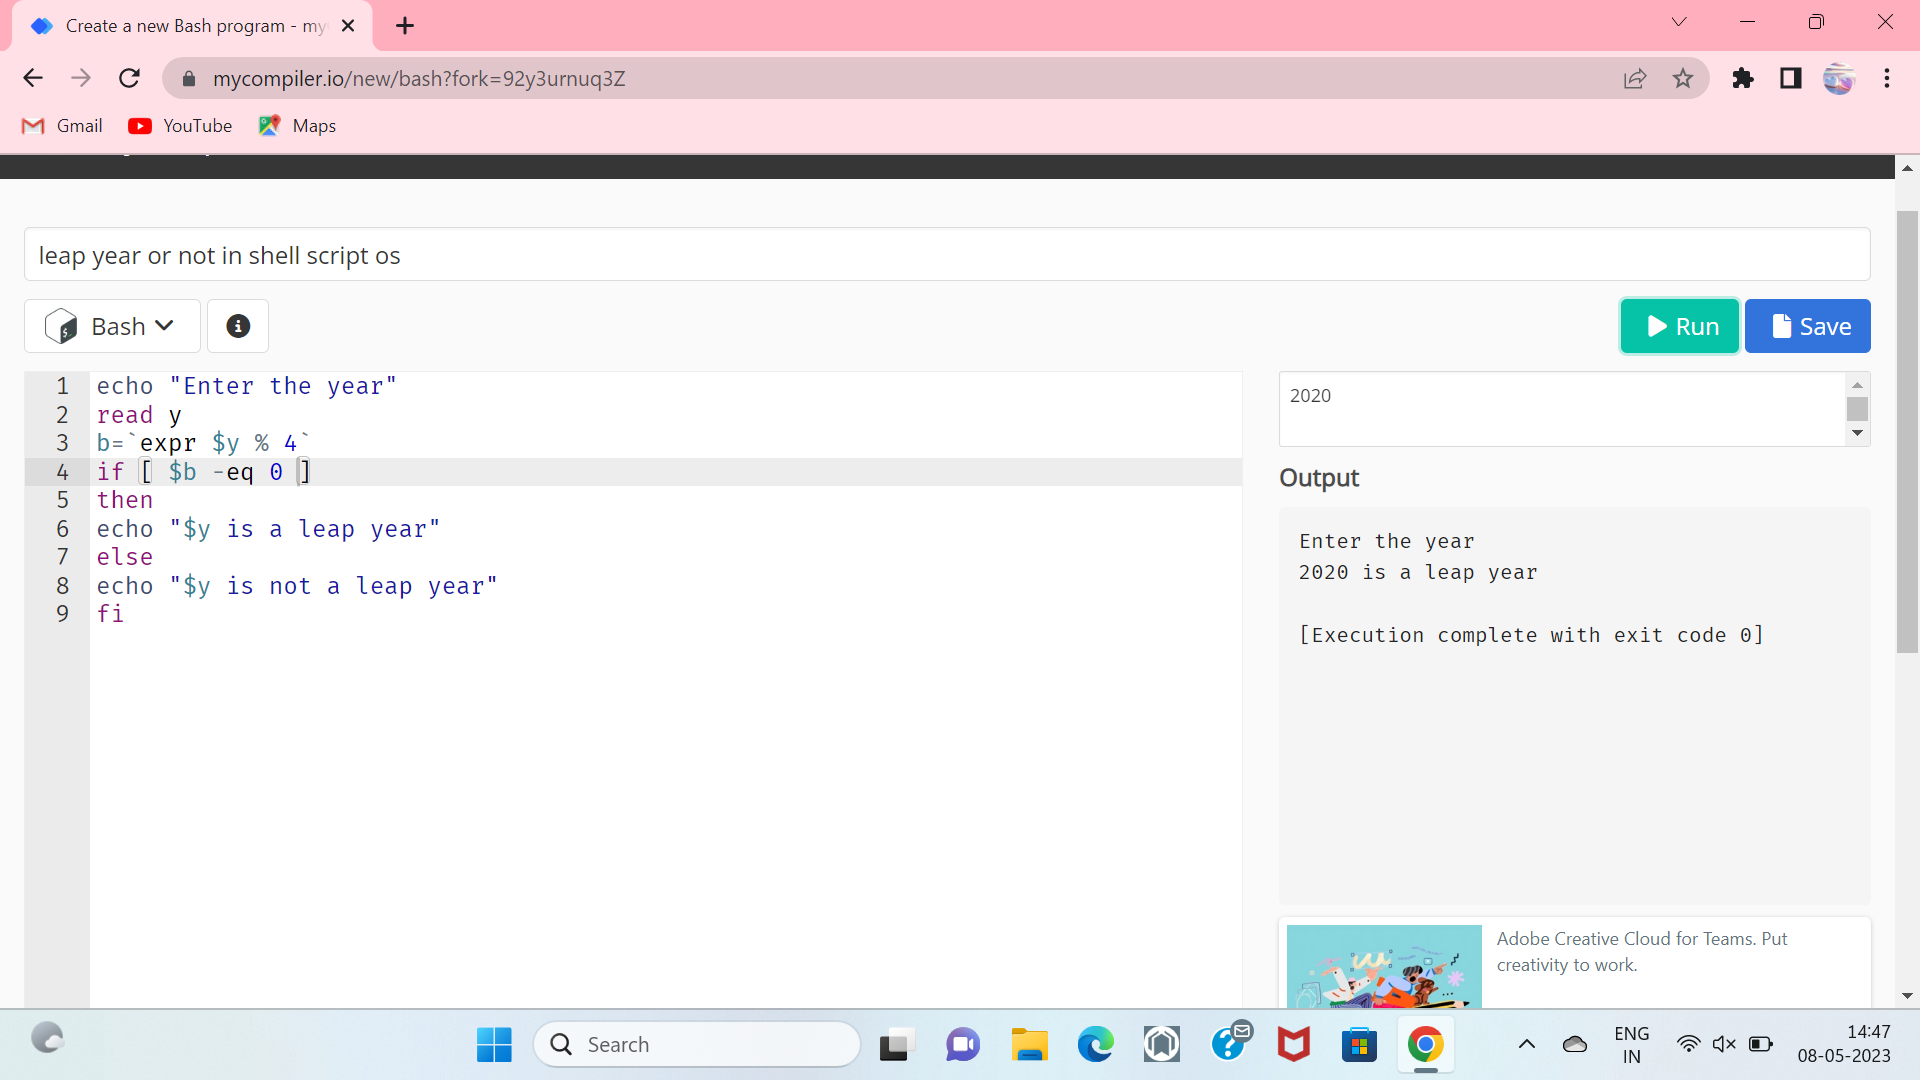 Create a new Bash program - my
mycompiler.io/new/bash?fork=92y3urnuq3Z
Gmail YouTube Maps
leap year or not in shell script os
Bash Run Save
1 echo "Enter the year"
2 read y
3 b=`expr $y % 4`
4 if [ $b -eq 0 ]
5 then
6 echo "$y is a leap year"
7 else
8 echo "$y is not a leap year"
9 fi
2020
Output
Enter the year
2020 is a leap year
[Execution complete with exit code 0]
Adobe Creative Cloud for Teams. Put
creativity to work.
Search
ENG
IN
14:47
08-05-2023